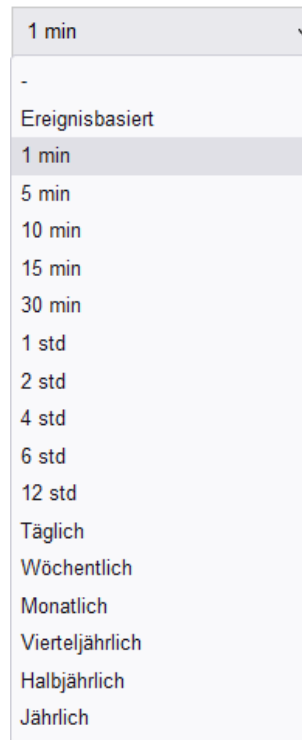 1 min
-
Ereignisbasiert
1 min
5 min
10 min
15 min
30 min
1 std
2 std
4 std
6 std
12 std
Täglich
Wöchentlich
Monatlich
Vierteljährlich
Halbjährlich
Jährlich